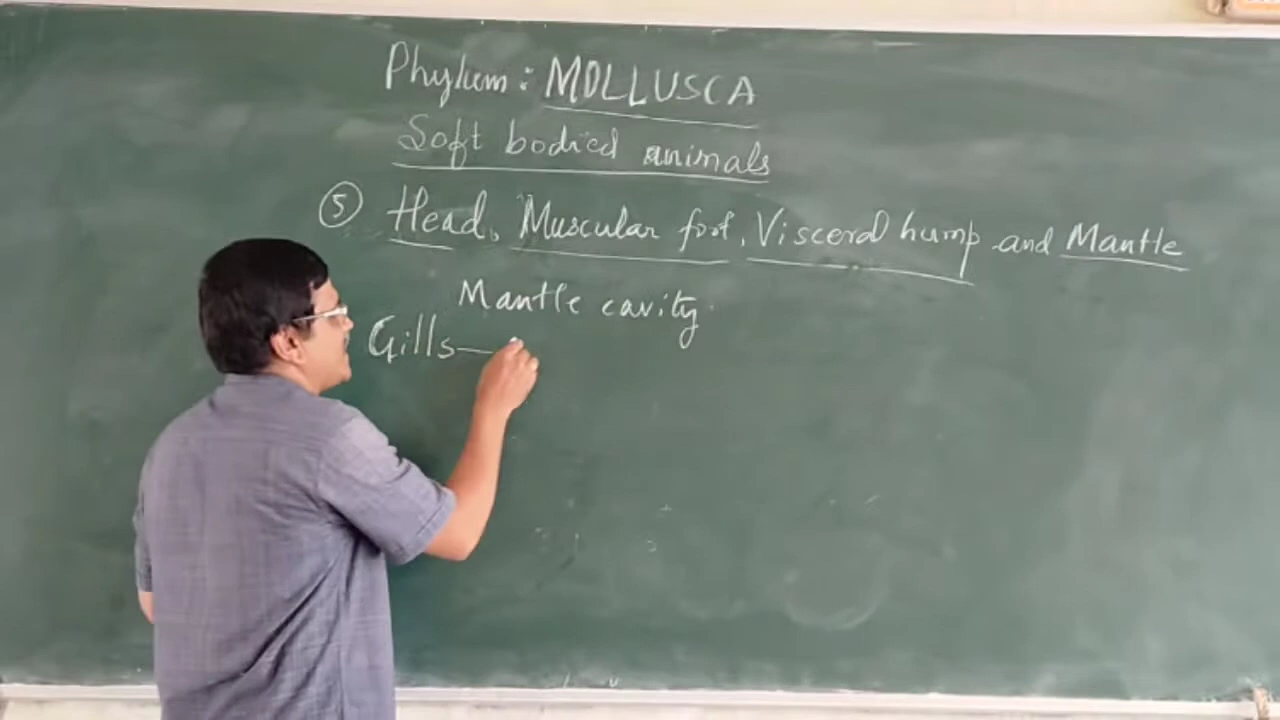 Phylum: MOLLUSCA
Soft bodied animals
⑤ Head, Muscular foot, Visceral hump and Mantle
Mantle cavity
Gills—